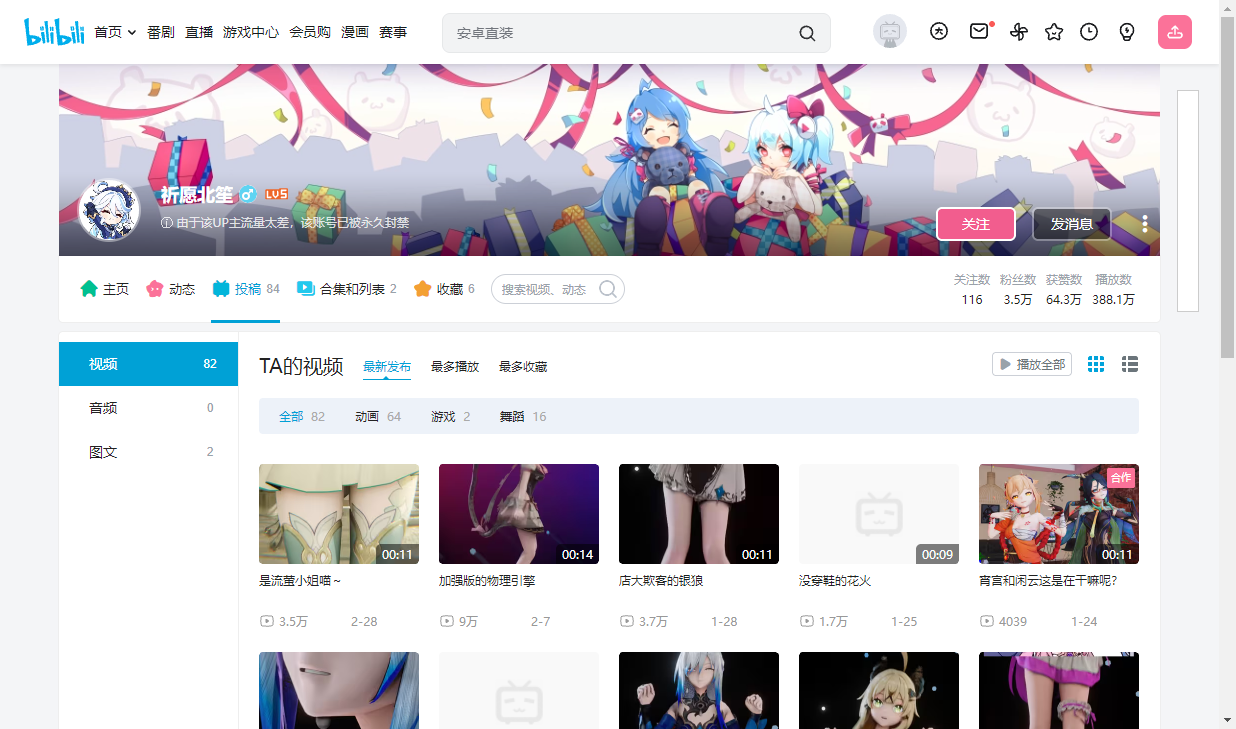 bilibili 首页 番剧 直播 游戏中心 会员购 漫画 赛事 安卓直装
祈愿北笙 LV5
由于该UP主流量太差，该账号已被永久封禁
关注 发消息
主页 动态 投稿 84 合集和列表 2 收藏 6 搜索视频、动态
关注数 粉丝数 获赞数 播放数
116 3.5万 64.3万 388.1万
视频 82
音频 0
图文 2
TA的视频 最新发布 最多播放 最多收藏 播放全部
全部 82 动画 64 游戏 2 舞蹈 16
合作
00:11 00:14 00:11 00:09 00:11
是流萤小姐喵～ 加强版的物理引擎 店大欺客的银狼 没穿鞋的花火 宵宫和闲云这是在干嘛呢?
3.5万 2-28 9万 2-7 3.7万 1-28 1.7万 1-25 4039 1-24